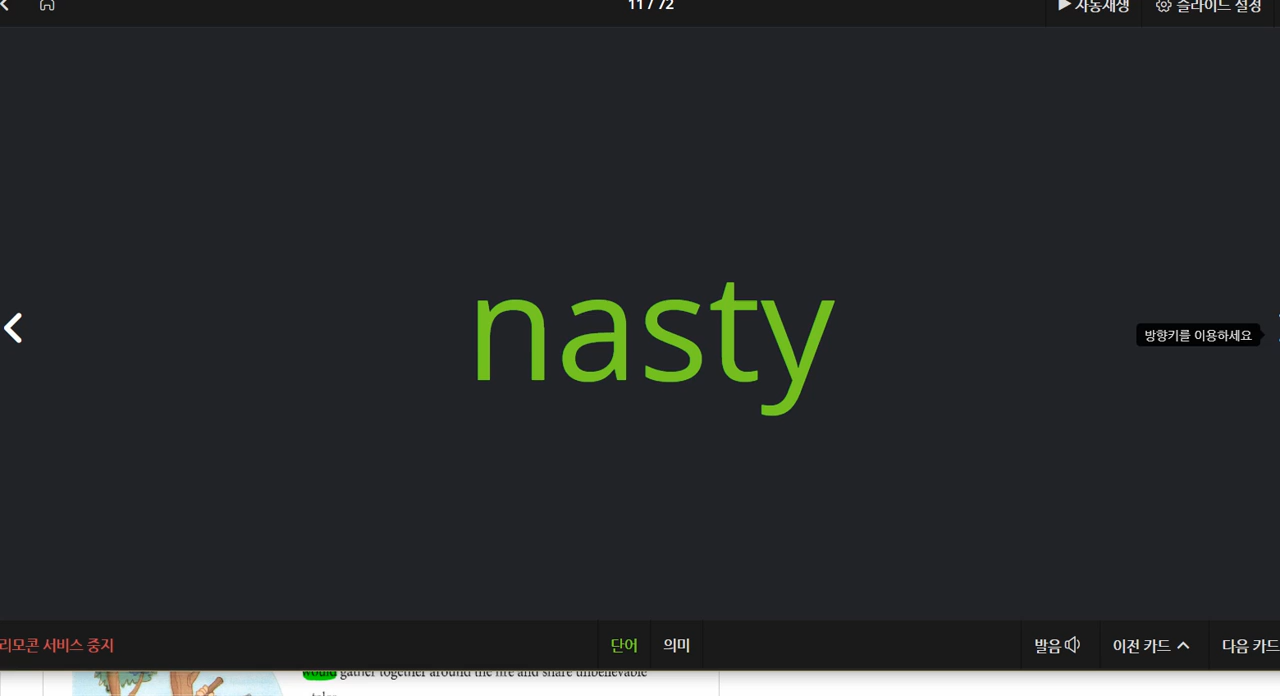 11 / 72
▶ 자동재생
슬라이드 설정
nasty
방향키를 이용하세요
리모콘 서비스 중지
단어
의미
발음
이전 카드
다음 카드
would gather together around the fire and share unbelievable